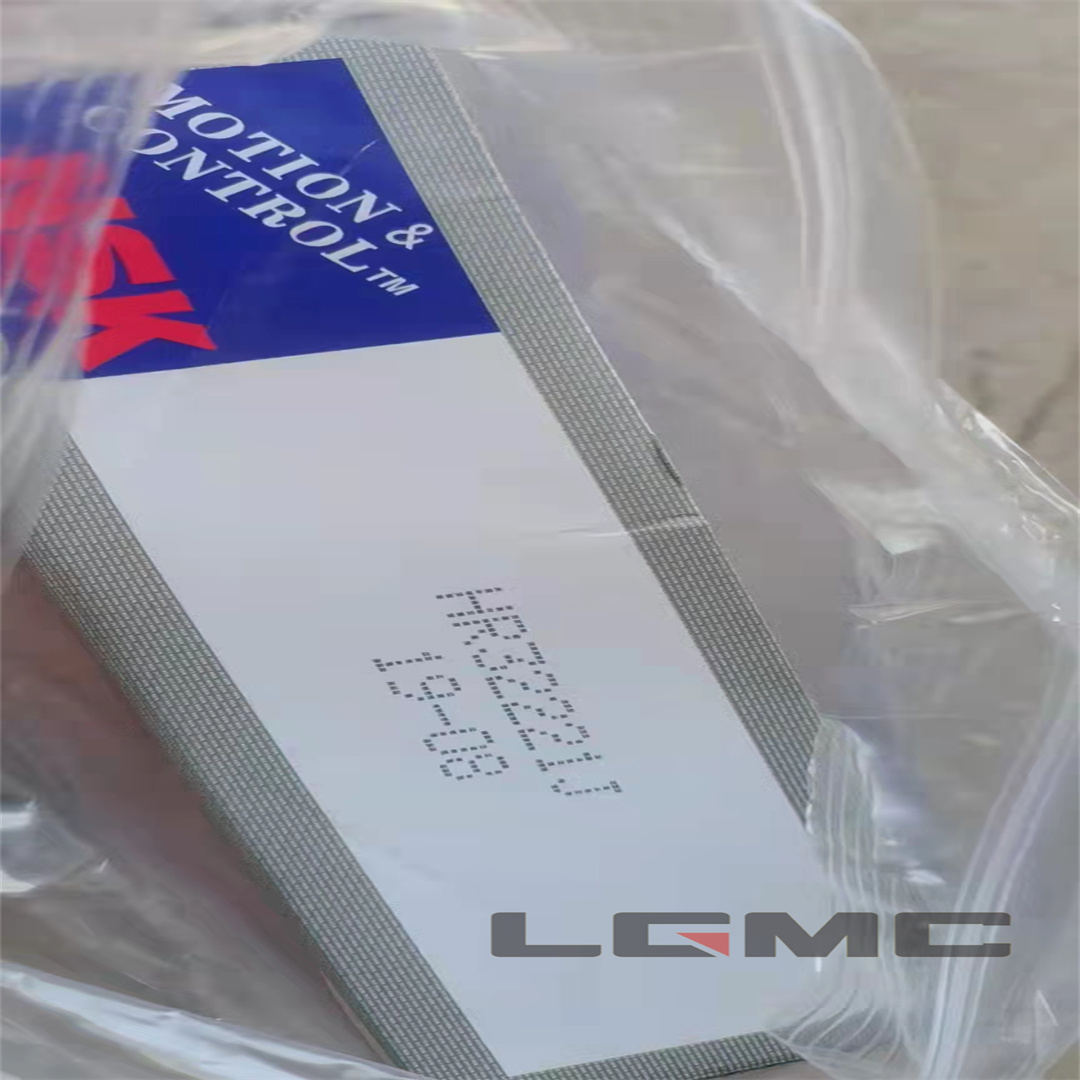 MOTION &
CONTROL™
NSK
HR32221J
19-08
LGMC